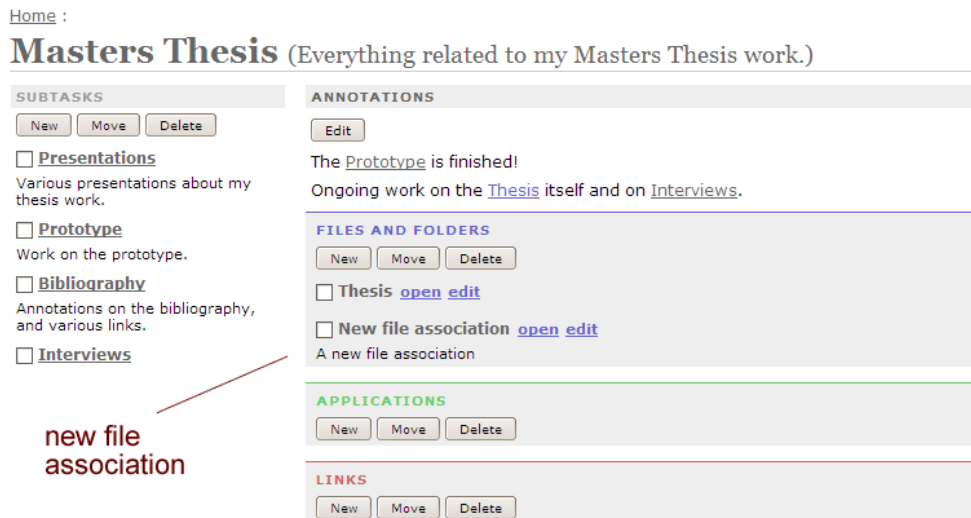 Home :
Masters Thesis (Everything related to my Masters Thesis work.)
SUBTASKS
New Move Delete
Presentations
Various presentations about my
thesis work.
Prototype
Work on the prototype.
Bibliography
Annotations on the bibliography,
and various links.
Interviews
new file
association
ANNOTATIONS
Edit
The Prototype is finished!
Ongoing work on the Thesis itself and on Interviews.
FILES AND FOLDERS
New Move Delete
Thesis open edit
New file association open edit
A new file association
APPLICATIONS
New Move Delete
LINKS
New Move Delete